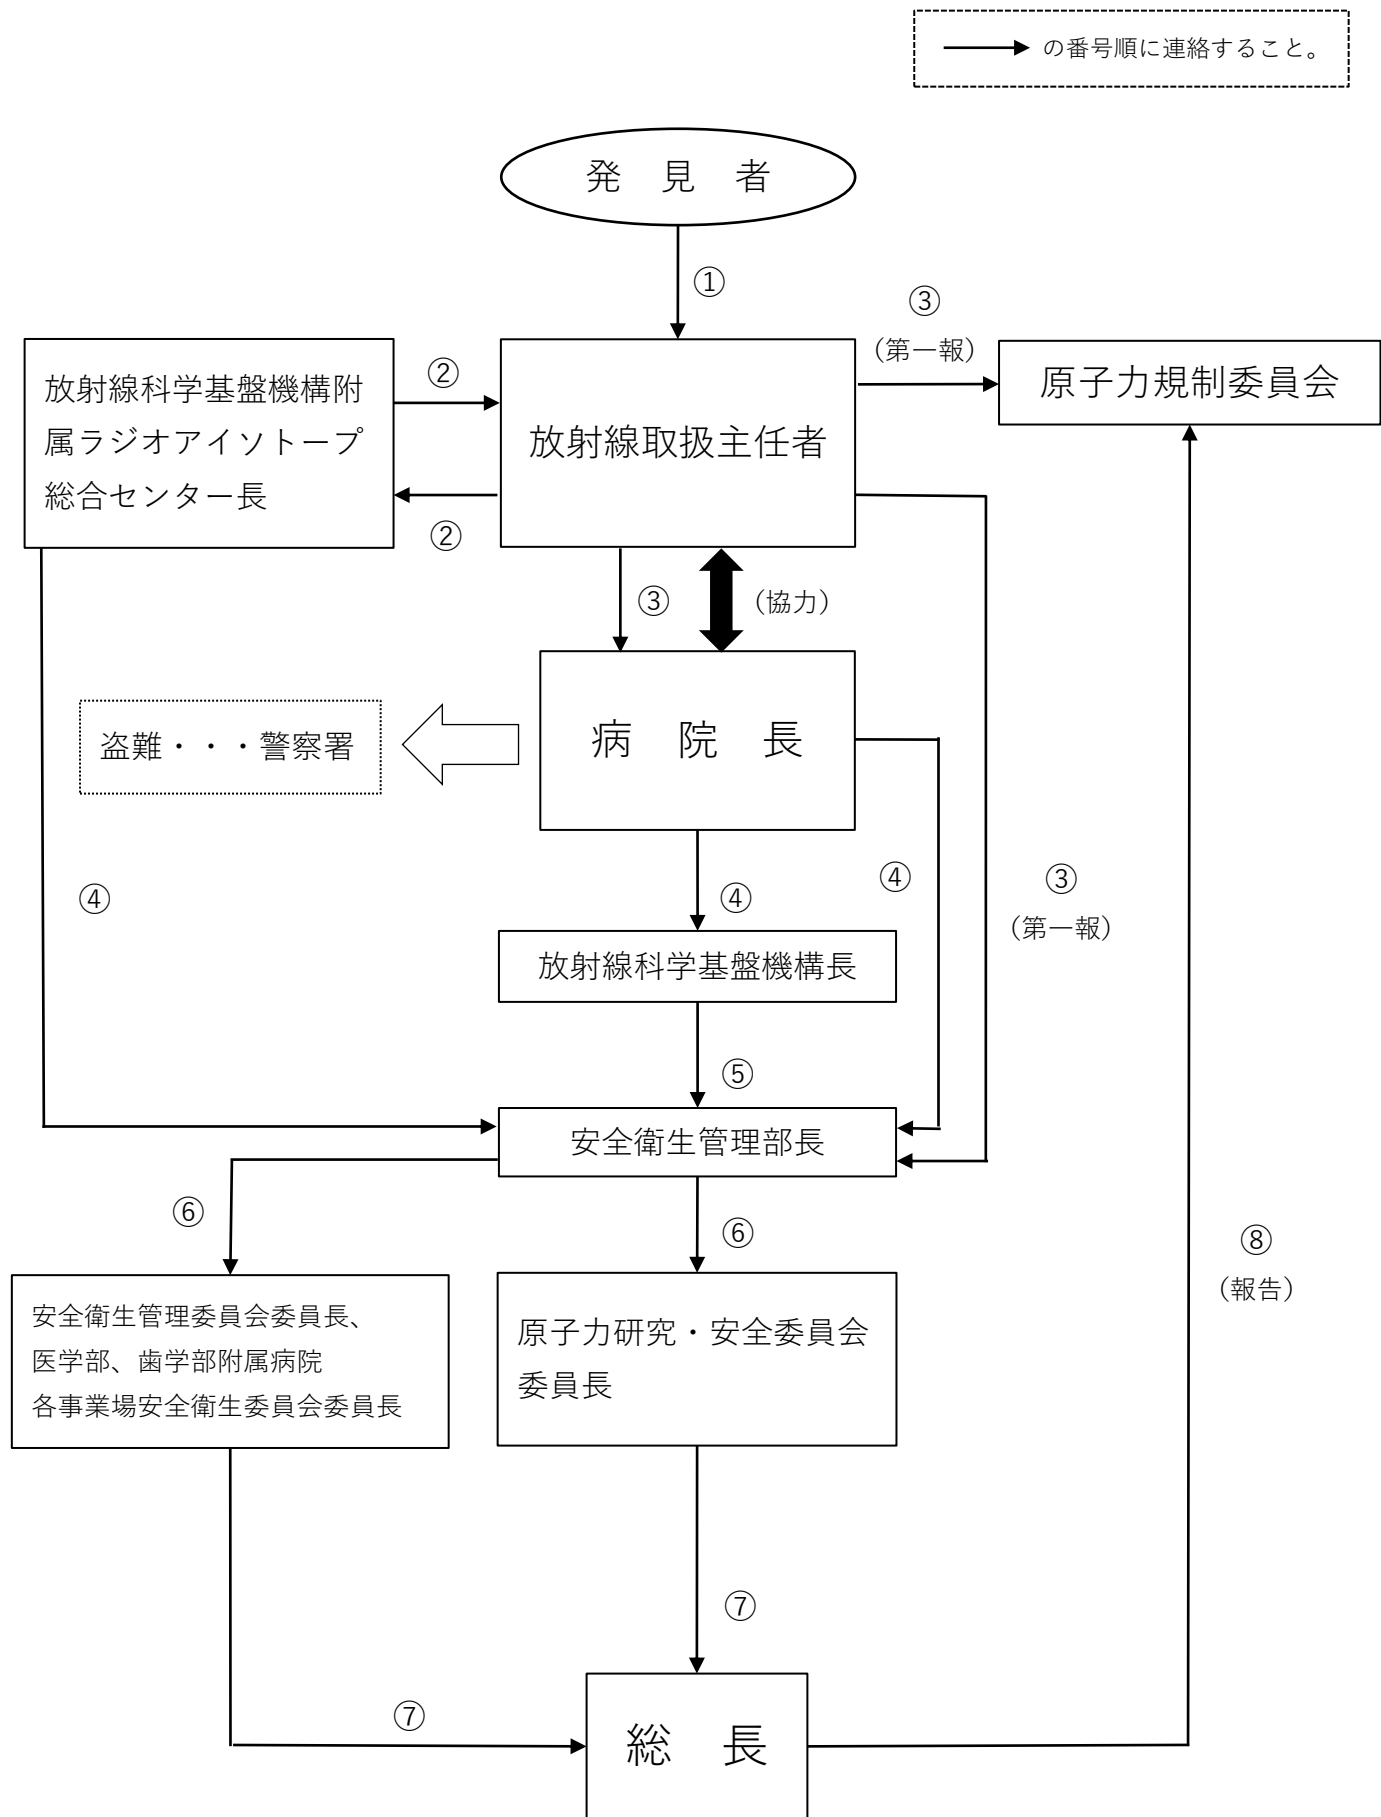 の番号順に連絡すること。
発　見　者
①
③
（第一報）
放射線科学基盤機構附
属ラジオアイソトープ
総合センター長
②
②
放射線取扱主任者
原子力規制委員会
③
（協力）
盗難・・・警察署
病　院　長
④
④
④
③
（第一報）
放射線科学基盤機構長
⑤
安全衛生管理部長
⑥
⑥
⑧
（報告）
安全衛生管理委員会委員長、
医学部、歯学部附属病院
各事業場安全衛生委員会委員長
原子力研究・安全委員会
委員長
⑦
⑦
総　長